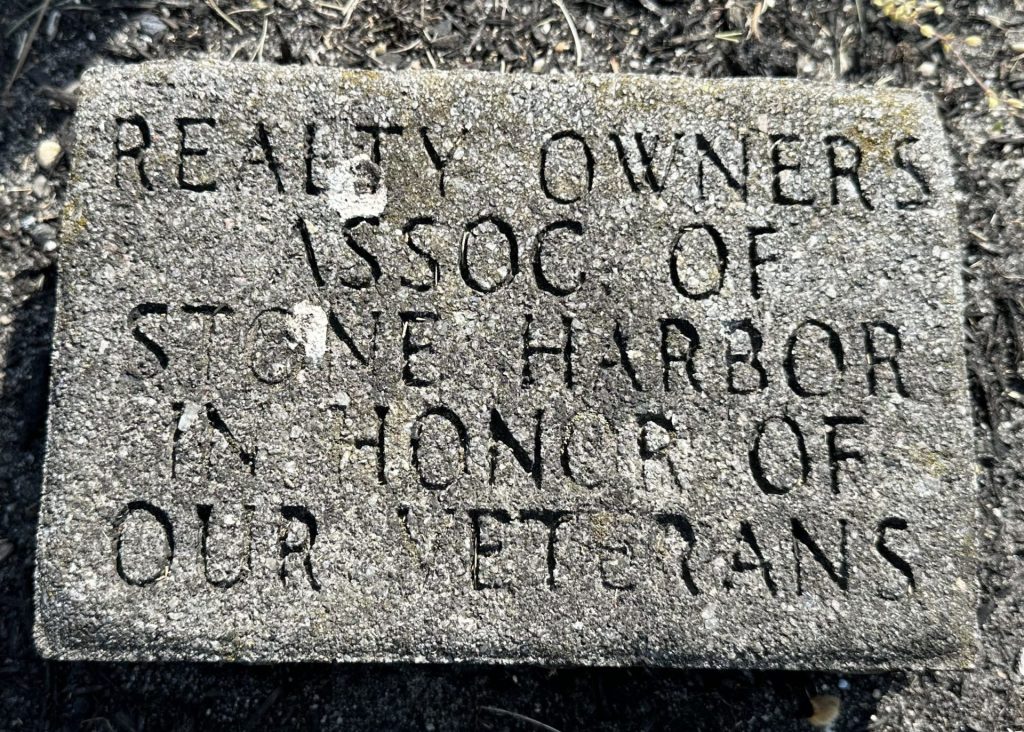 REALTY OWNERS
ASSOC. OF
STONE HARBOR
IN HONOR OF
OUR VETERANS